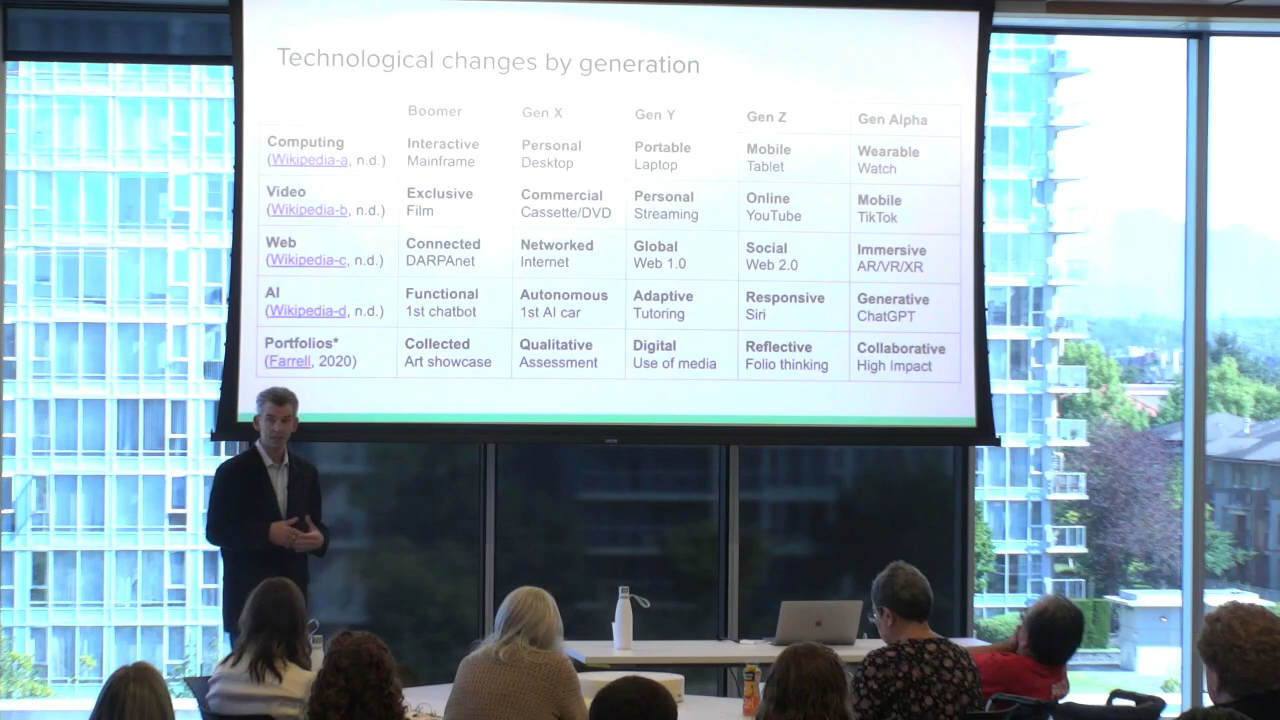 Technological changes by generation
Boomer Gen X Gen Y Gen Z Gen Alpha
Computing Interactive Personal Portable Mobile Wearable
(Wikipedia-a, n.d.) Mainframe Desktop Laptop Tablet Watch
Video Exclusive Commercial Personal Online Mobile
(Wikipedia-b, n.d.) Film Cassette/DVD Streaming YouTube TikTok
Web Connected Networked Global Social Immersive
(Wikipedia-c, n.d.) DARPAnet Internet Web 1.0 Web 2.0 AR/VR/XR
AI Functional Autonomous Adaptive Responsive Generative
(Wikipedia-d, n.d.) 1st chatbot 1st AI car Tutoring Siri ChatGPT
Portfolios* Collected Qualitative Digital Reflective Collaborative
(Farrell, 2020) Art showcase Assessment Use of media Folio thinking High Impact